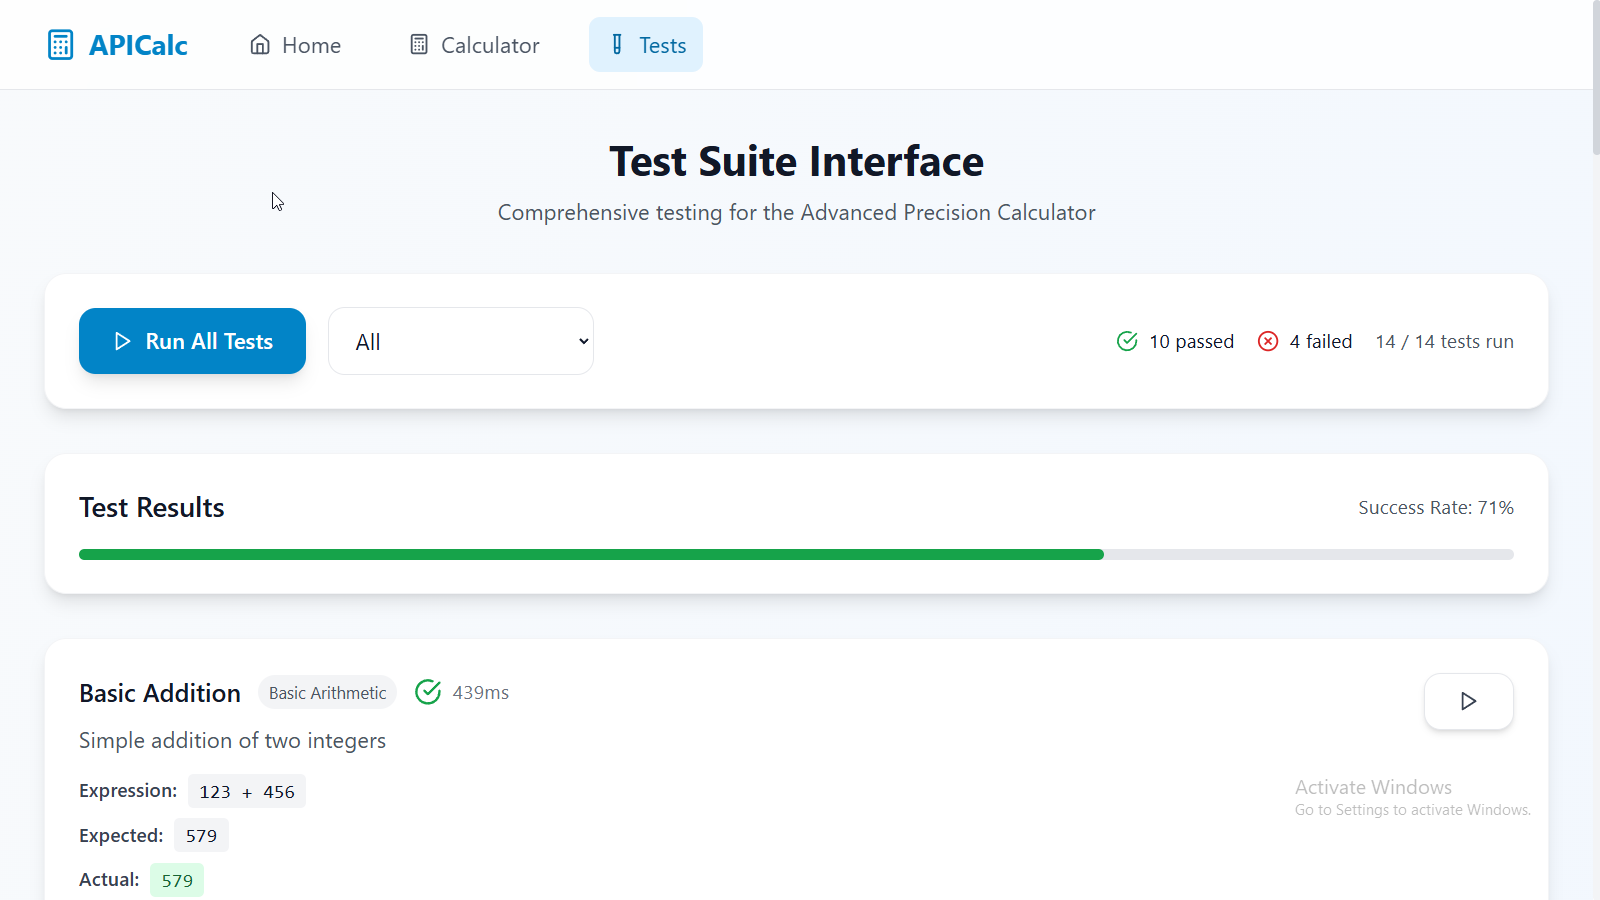 APICalc
Home
Calculator
Tests
Test Suite Interface
Comprehensive testing for the Advanced Precision Calculator
Run All Tests
All
10 passed
4 failed
14 / 14 tests run
Test Results
Success Rate: 71%
Basic Addition
Basic Arithmetic
439ms
Simple addition of two integers
Expression: 123 + 456
Expected: 579
Actual: 579
Activate Windows
Go to Settings to activate Windows.